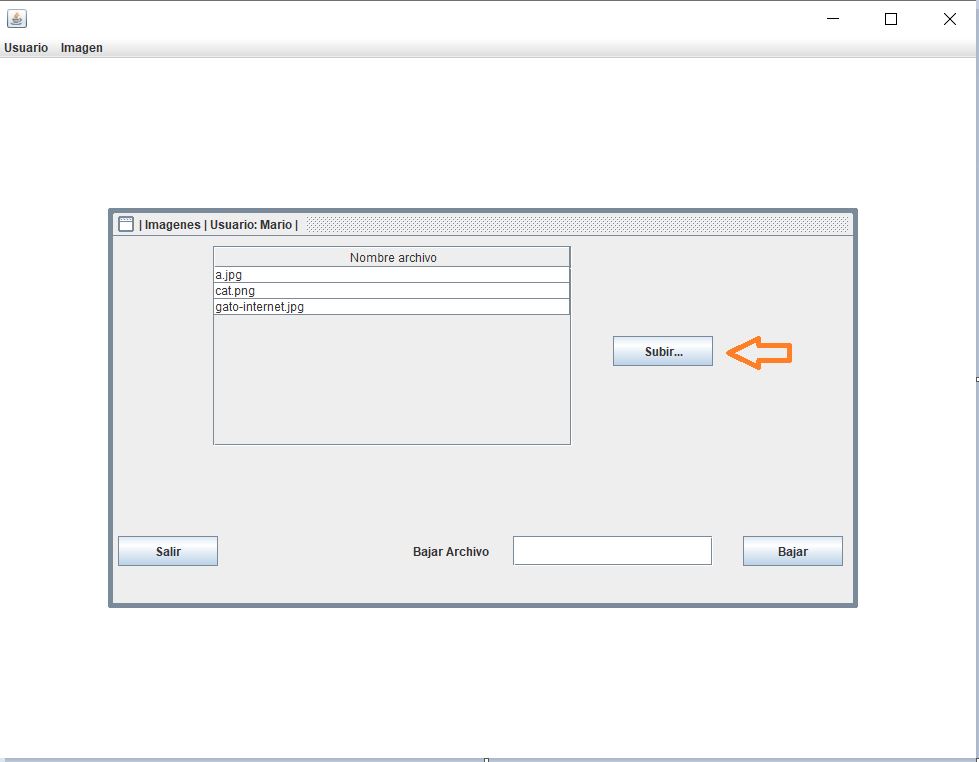 Usuario Imagen
| Imagenes | Usuario: Mario |
Nombre archivo
a.jpg
cat.png
gato-internet.jpg
Subir...
Salir
Bajar Archivo
Bajar